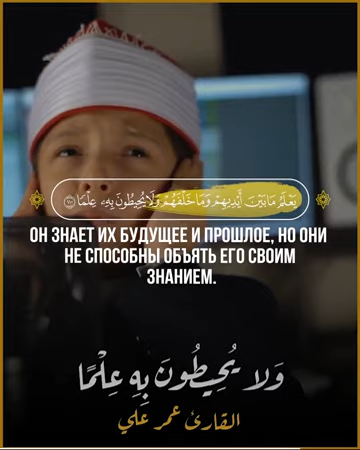 يَعْلَمُ مَا بَيْنَ أَيْدِيهِمْ وَمَا خَلْفَهُمْ وَلَا يُحِيطُونَ بِهِۦ عِلْمًا ١١٠
ОН ЗНАЕТ ИХ БУДУЩЕЕ И ПРОШЛОЕ, НО ОНИ
НЕ СПОСОБНЫ ОБЪЯТЬ ЕГО СВОИМ
ЗНАНИЕМ.
وَلَا يُحِيطُونَ بِهِ عِلْمًا
القارئ عمر علي